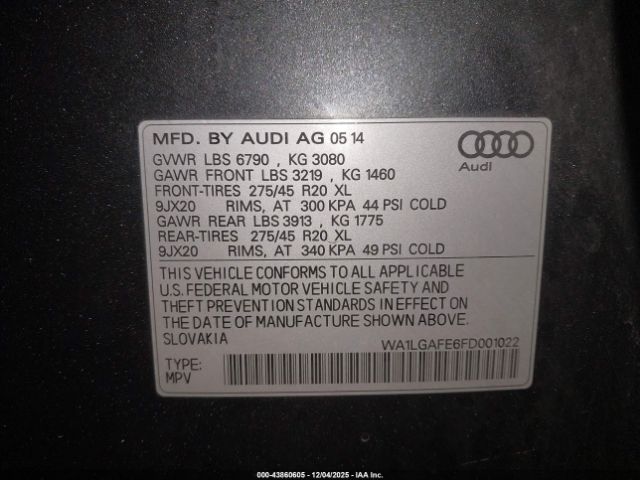 MFD. BY AUDI AG 05 14
Audi
GVWR LBS 6790 , KG 3080
GAWR FRONT LBS 3219 , KG 1460
FRONT-TIRES 275/45 R20 XL
9JX20 RIMS, AT 300 KPA 44 PSI COLD
GAWR REAR LBS 3913 , KG 1775
REAR-TIRES 275/45 R20 XL
9JX20 RIMS, AT 340 KPA 49 PSI COLD
THIS VEHICLE CONFORMS TO ALL APPLICABLE
U.S. FEDERAL MOTOR VEHICLE SAFETY AND
THEFT PREVENTION STANDARDS IN EFFECT ON
THE DATE OF MANUFACTURE SHOWN ABOVE.
SLOVAKIA WA1LGAFE6FD001022
TYPE:
MPV
000-43860605 - 12/04/2025 - IAA Inc.